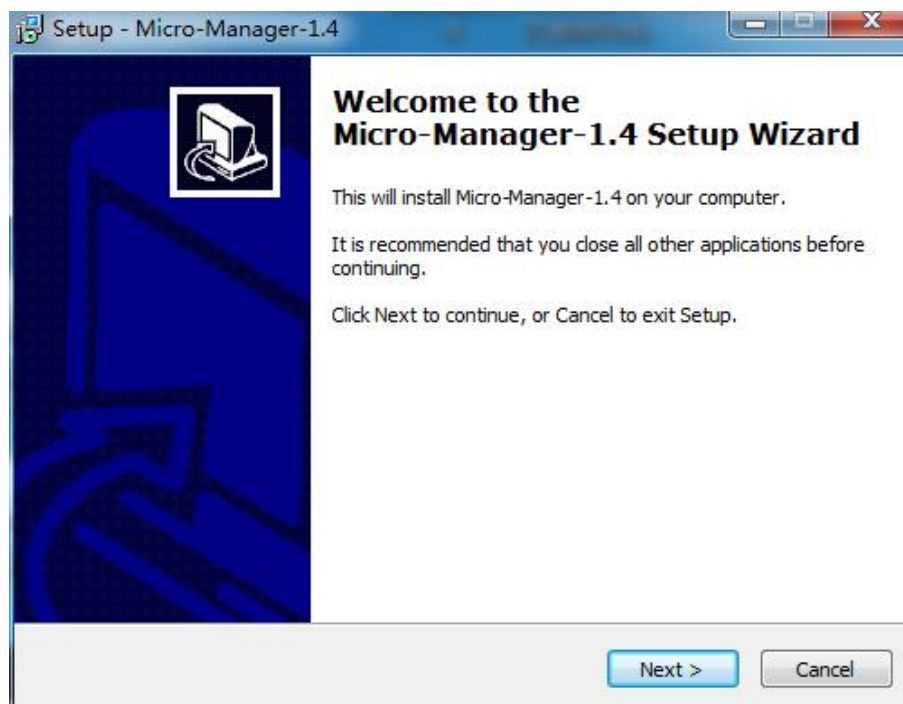 Setup - Micro-Manager-1.4
Welcome to the
Micro-Manager-1.4 Setup Wizard
This will install Micro-Manager-1.4 on your computer.
It is recommended that you close all other applications before
continuing.
Click Next to continue, or Cancel to exit Setup.
Next >
Cancel